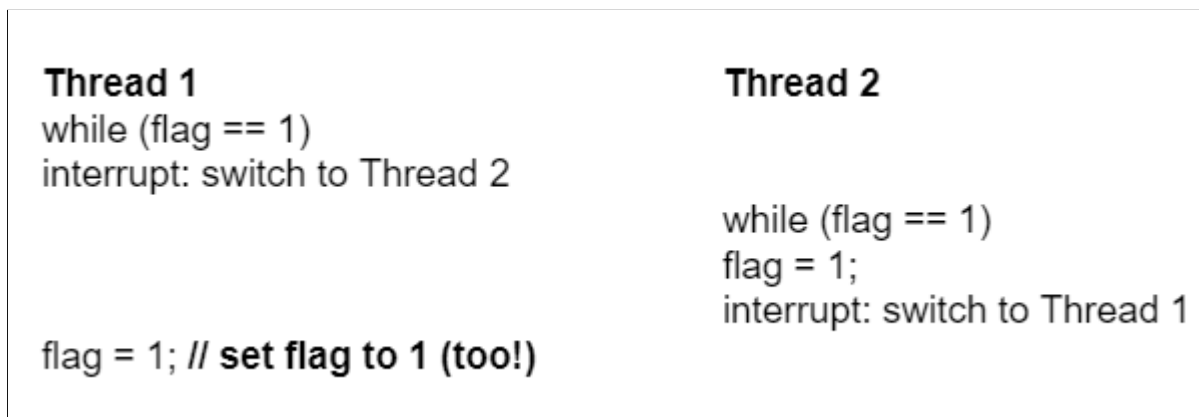 Thread 1
Thread 2
while (flag == 1)
interrupt: switch to Thread 2
while (flag == 1)
flag = 1;
interrupt: switch to Thread 1
flag = 1; // set flag to 1 (too!)